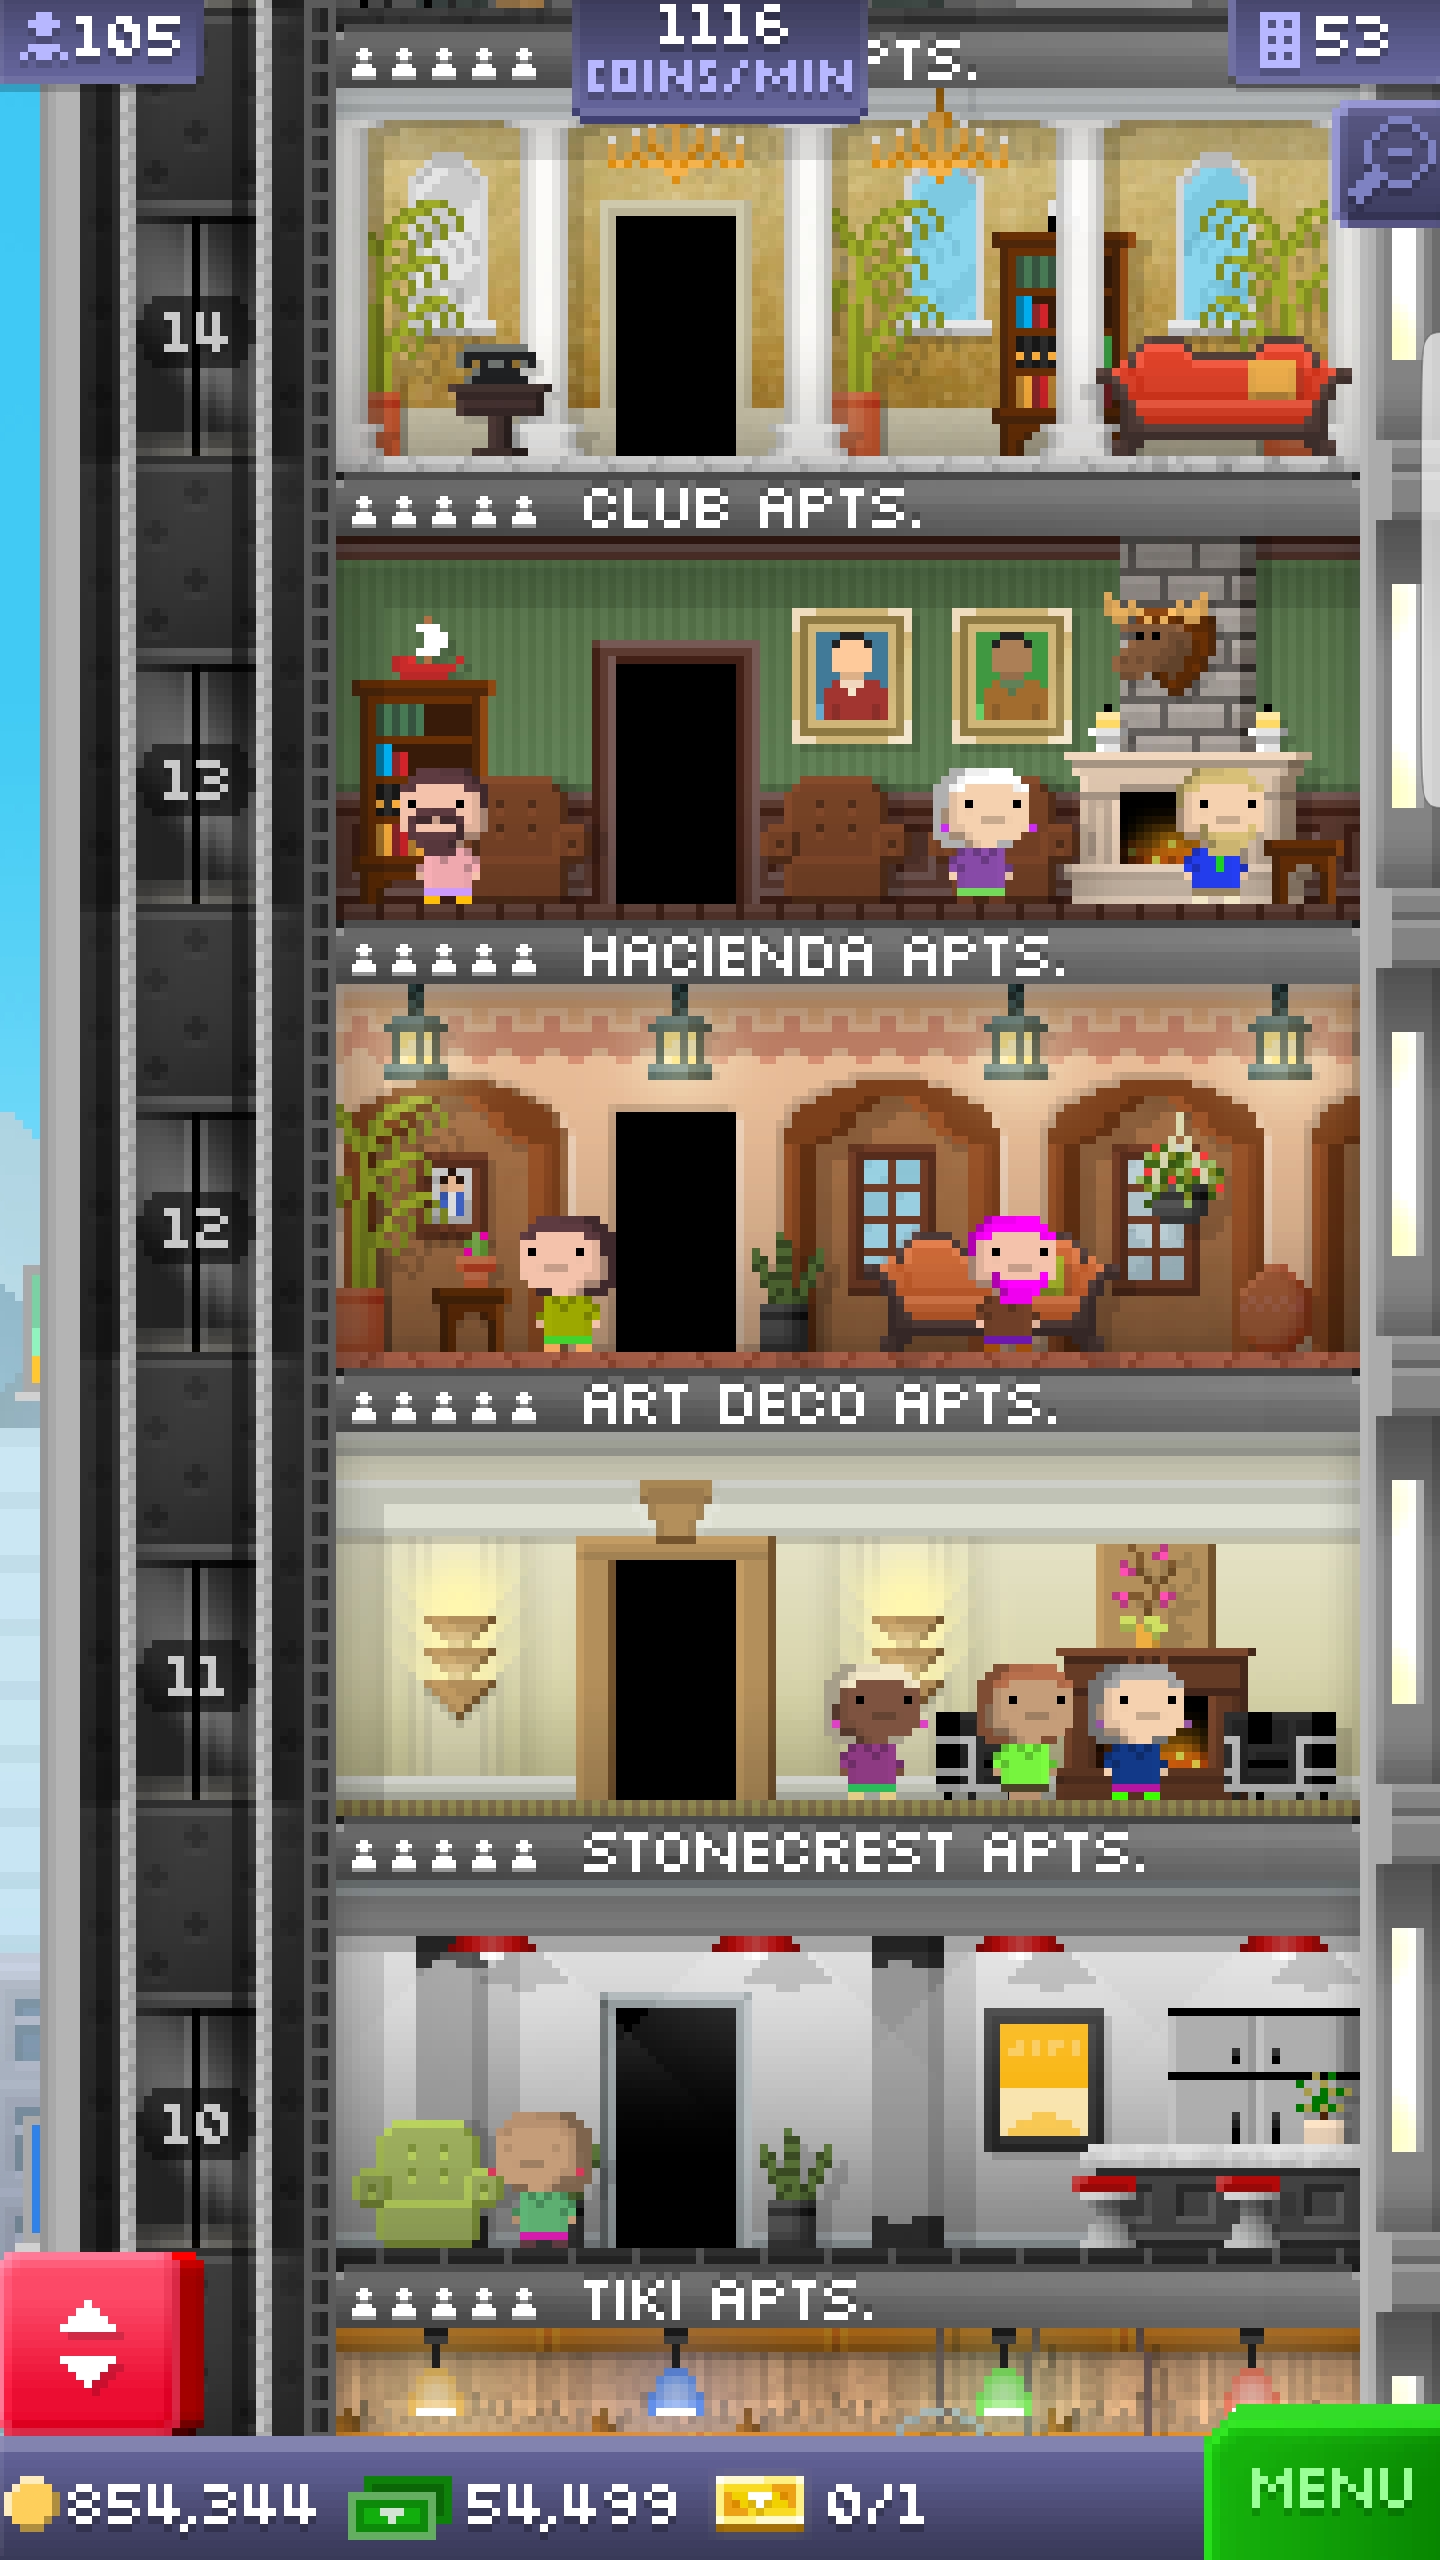 105
1116
COINS/MIN
53
PTS.
14
CLUB APTS.
13
HACIENDA APTS.
12
ART DECO APTS.
11
STONECREST APTS.
10
TIKI APTS.
854,344
54,499
0/1
MENU